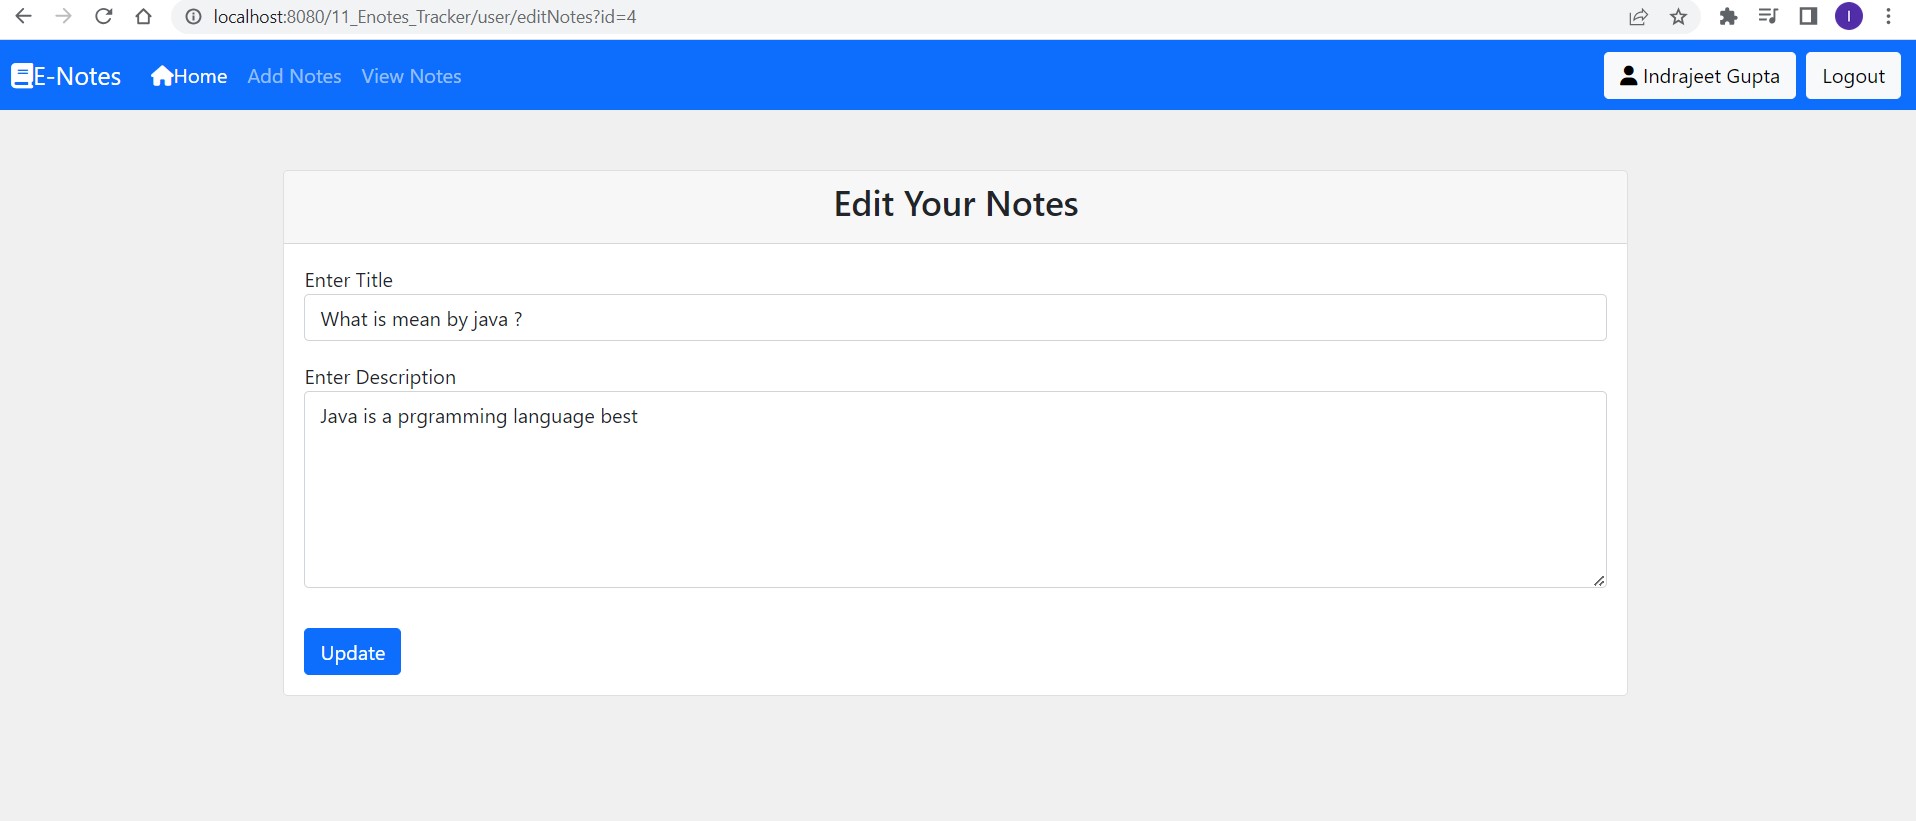 localhost:8080/11_Enotes_Tracker/user/editNotes?id=4
I
E-Notes Home Add Notes View Notes Indrajeet Gupta Logout
Edit Your Notes
Enter Title
What is mean by java ?
Enter Description
Java is a prgramming language best
Update